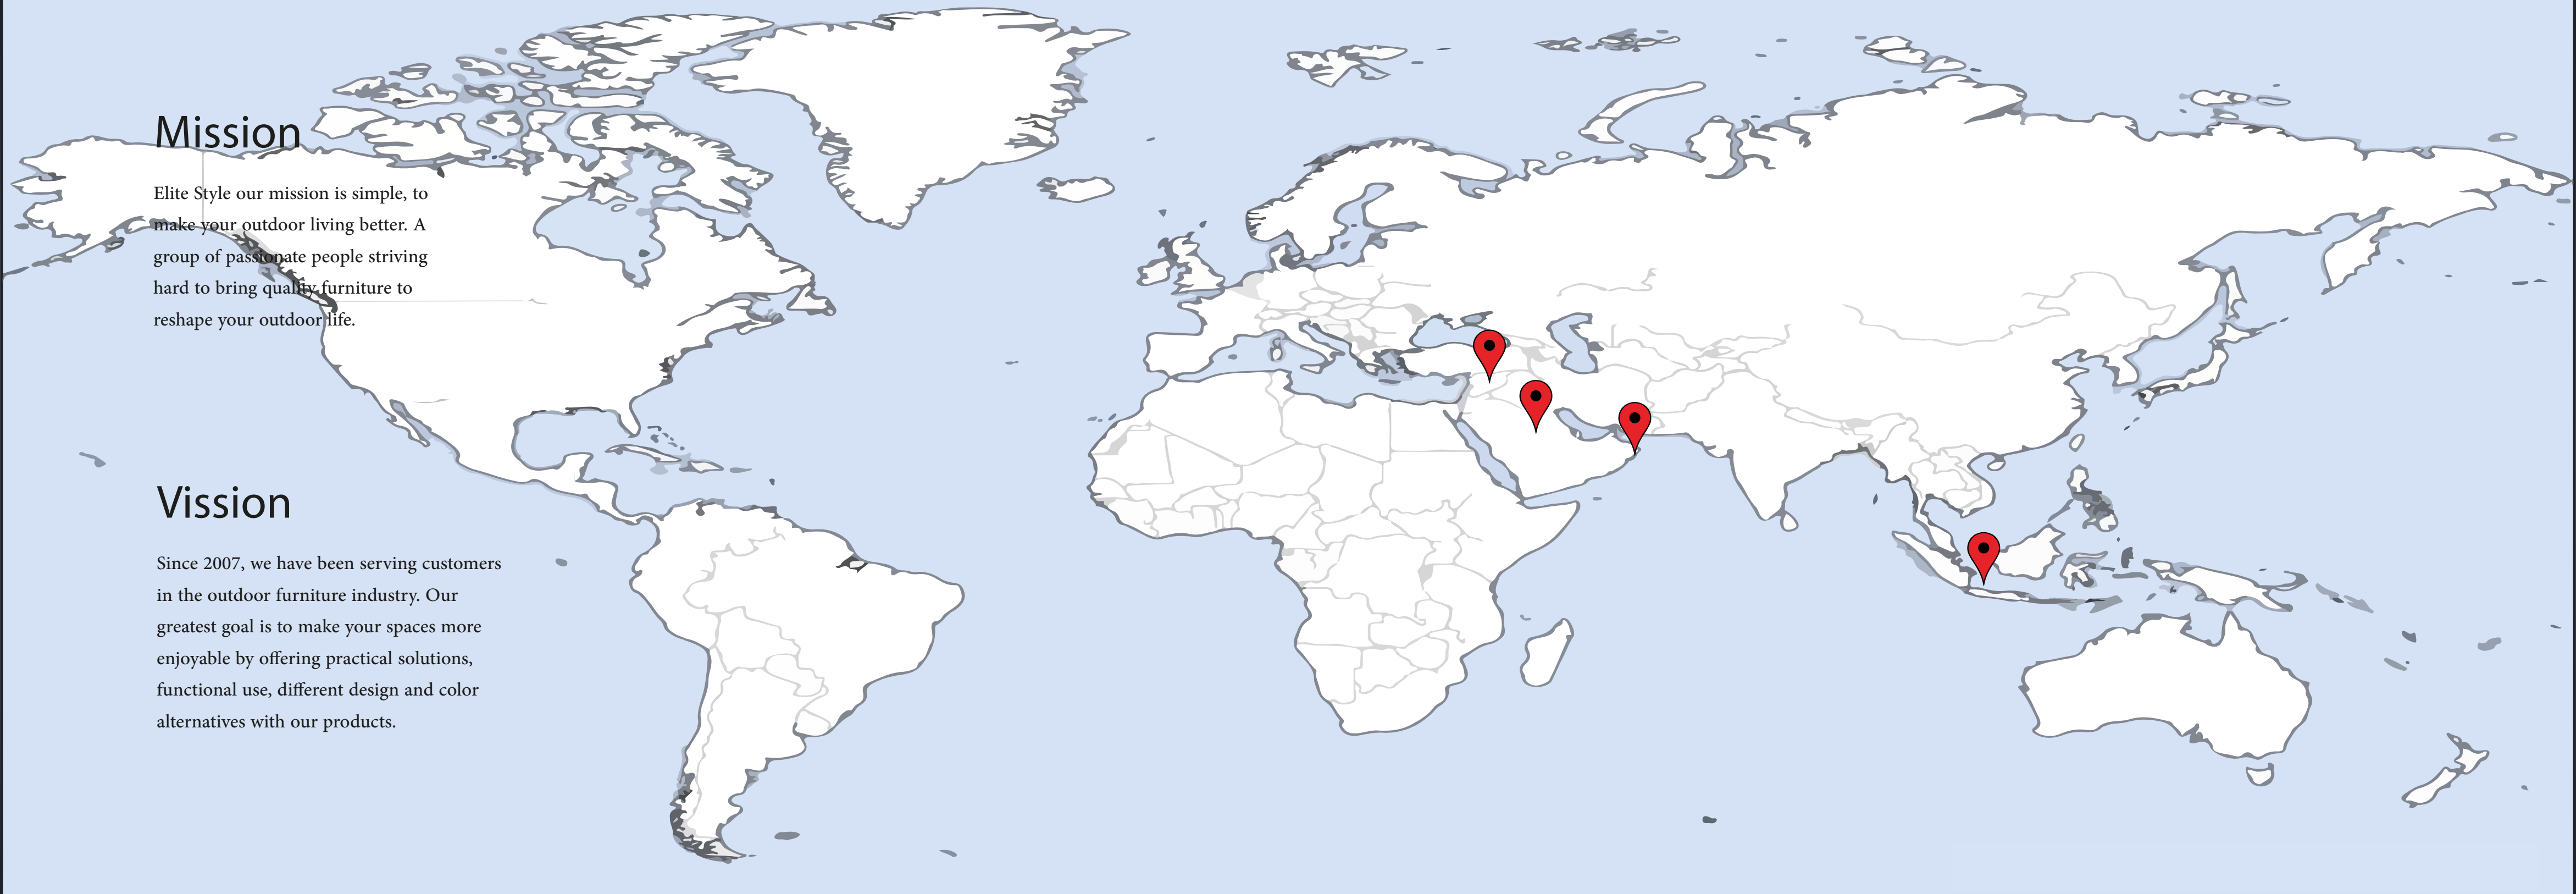 Mission
Elite Style our mission is simple, to
make your outdoor living better. A
group of passionate people striving
hard to bring quality furniture to
reshape your outdoor life.
Vission
Since 2007, we have been serving customers
in the outdoor furniture industry. Our
greatest goal is to make your spaces more
enjoyable by offering practical solutions,
functional use, different design and color
alternatives with our products.